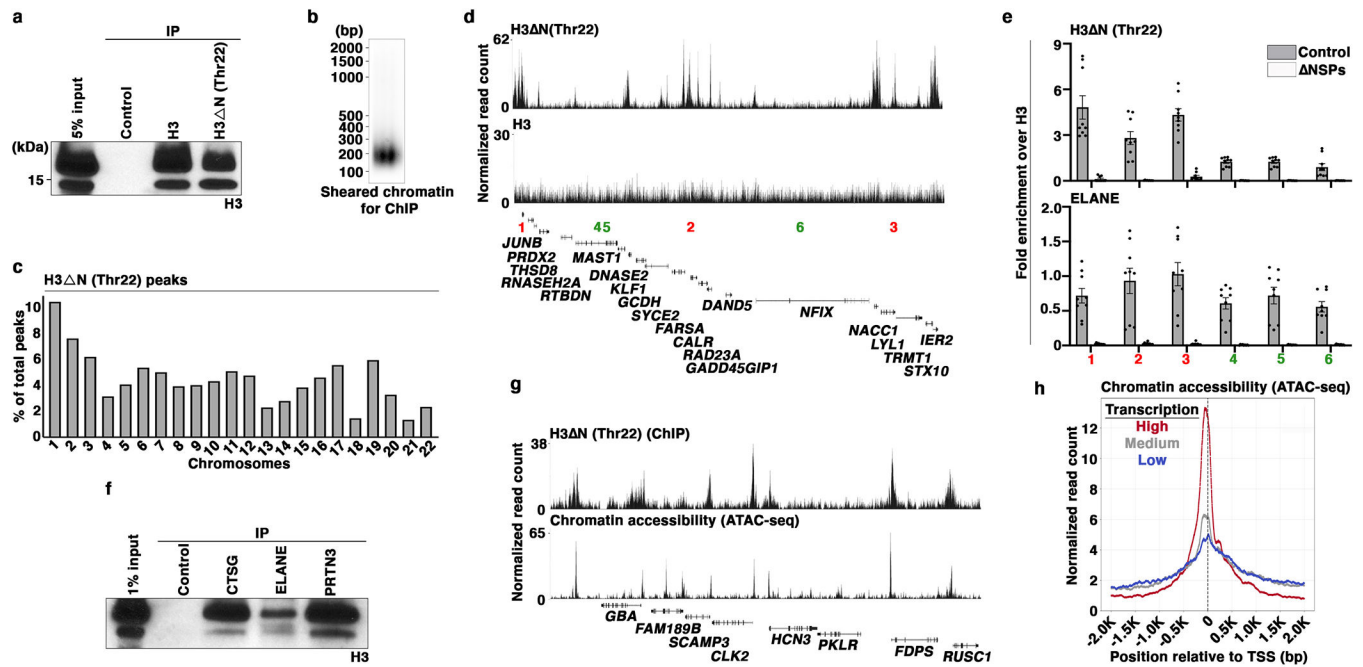 a
IP
5% input
Control
H3
H3△N (Thr22)
(kDa)
15
H3
b
(bp)
2000
1500
1000
500
400
300
200
100
Sheared chromatin
for ChIP
c
H3△N (Thr22) peaks
% of total peaks
10
8
6
4
2
0
1 2 3 4 5 6 7 8 9 10 11 12 13 14 15 16 17 18 19 20 21 22
Chromosomes
d
H3ΔN(Thr22)
62
0
H3
30
0
Normalized read count
1 45 2 6 3
JUNB
PRDX2
THSD8
RNASEH2A
RTBDN
MAST1
DNASE2
KLF1
GCDH
SYCE2
FARSA
CALR
RAD23A
GADD45GIP1
DAND5
NFIX
NACC1
LYL1
TRMT1
STX10
IER2
e
H3ΔN (Thr22)
Control
ΔNSPs
9
6
3
0
Fold enrichment over H3
ELANE
2.0
1.5
1.0
0.5
0
1 2 3 4 5 6
f
IP
1% input
Control
CTSG
ELANE
PRTN3
H3
g
H3ΔN (Thr22) (ChIP)
38
0
Chromatin accessibility (ATAC-seq)
65
0
Normalized read count
GBA
FAM189B
SCAMP3
CLK2
HCN3
PKLR
FDPS
RUSC1
h
Chromatin accessibility (ATAC-seq)
Transcription
High
Medium
Low
Normalized read count
12
10
8
6
4
2
0
-2.0K -1.5K -1.0K -0.5K 0 0.5K 1.0K 1.5K 2.0K
Position relative to TSS (bp)